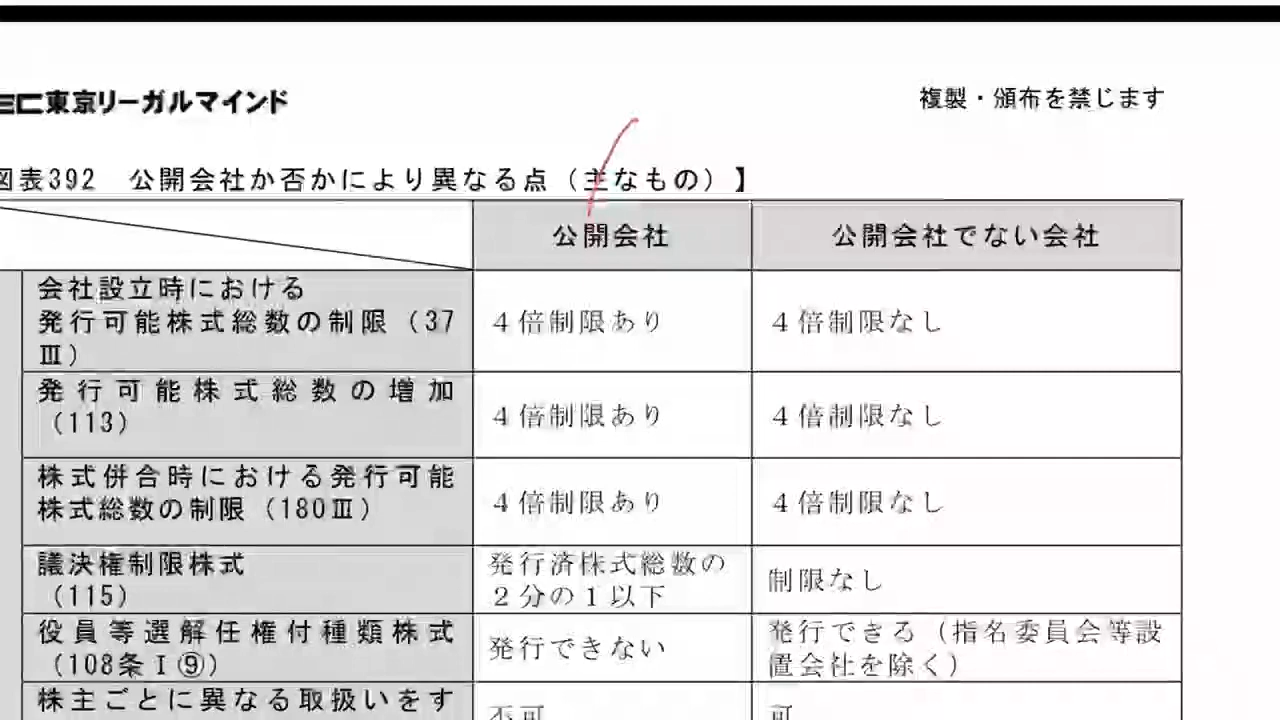 東京リーガルマインド
複製・頒布を禁じます
図表392 公開会社か否かにより異なる点（主なもの）】
公開会社
公開会社でない会社
会社設立時における
発行可能株式総数の制限（37
Ⅲ）
４倍制限あり
４倍制限なし
発行可能株式総数の増加
（113）
４倍制限あり
４倍制限なし
株式併合時における発行可能
株式総数の制限（180Ⅲ）
４倍制限あり
４倍制限なし
議決権制限株式
（115）
発行済株式総数の
２分の１以下
制限なし
役員等選解任権付種類株式
（108条Ⅰ⑨）
発行できない
発行できる（指名委員会等設
置会社を除く）
株主ごとに異なる取扱いをす
不可
可